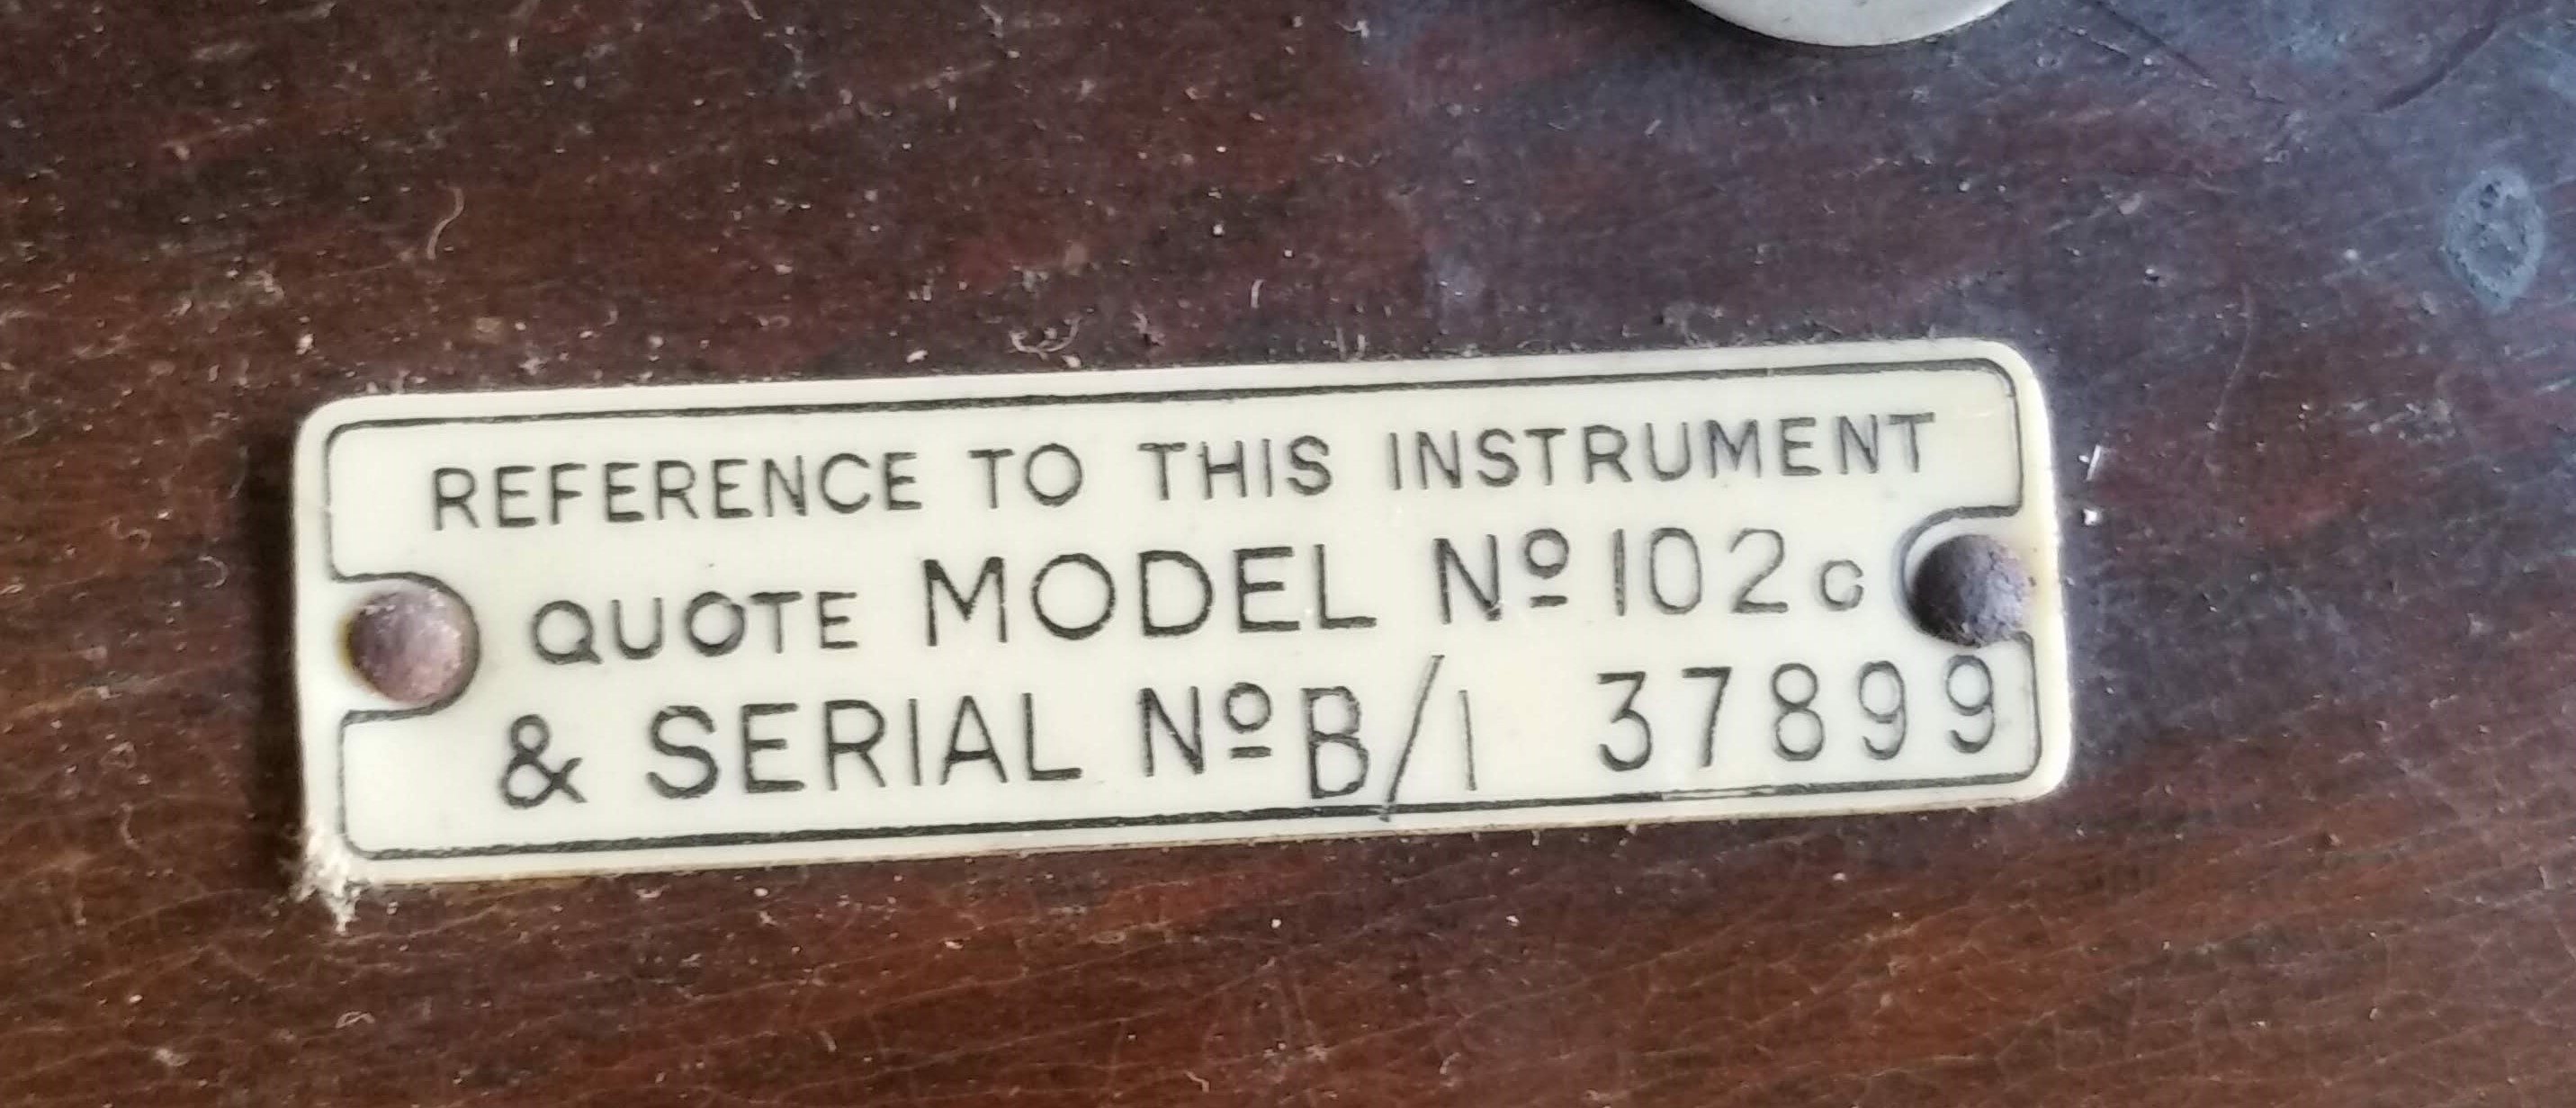 REFERENCE TO THIS INSTRUMENT
QUOTE MODEL Nº 102c
& SERIAL Nº B/1 37899